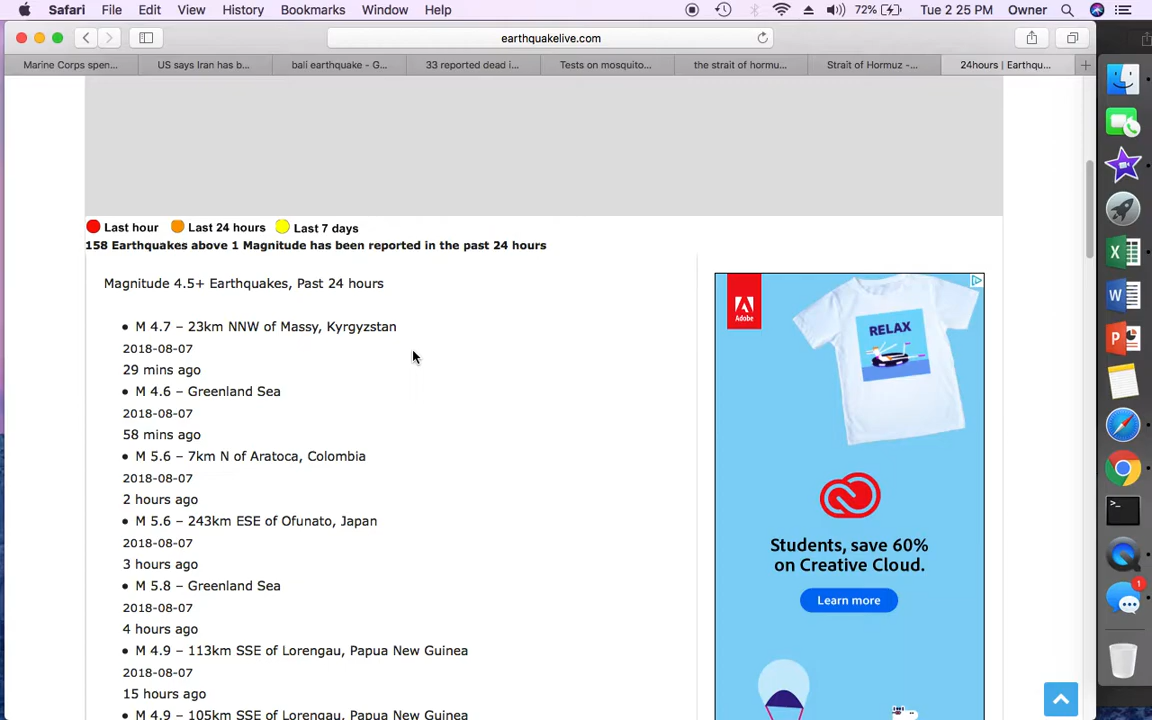 Safari File Edit View History Bookmarks Window Help 72% Tue 2 25 PM Owner
earthquakelive.com
Marine Corps spen... US says Iran has b... bali earthquake - G... 33 reported dead i... Tests on mosquito... the strait of hormu... Strait of Hormuz -... 24hours | Earthqu...
Last hour Last 24 hours Last 7 days
158 Earthquakes above 1 Magnitude has been reported in the past 24 hours
Magnitude 4.5+ Earthquakes, Past 24 hours
• M 4.7 – 23km NNW of Massy, Kyrgyzstan
2018-08-07
29 mins ago
• M 4.6 – Greenland Sea
2018-08-07
58 mins ago
• M 5.6 – 7km N of Aratoca, Colombia
2018-08-07
2 hours ago
• M 5.6 – 243km ESE of Ofunato, Japan
2018-08-07
3 hours ago
• M 5.8 – Greenland Sea
2018-08-07
4 hours ago
• M 4.9 – 113km SSE of Lorengau, Papua New Guinea
2018-08-07
15 hours ago
• M 4.9 – 105km SSE of Lorengau, Papua New Guinea
Adobe
RELAX
Students, save 60%
on Creative Cloud.
Learn more
1